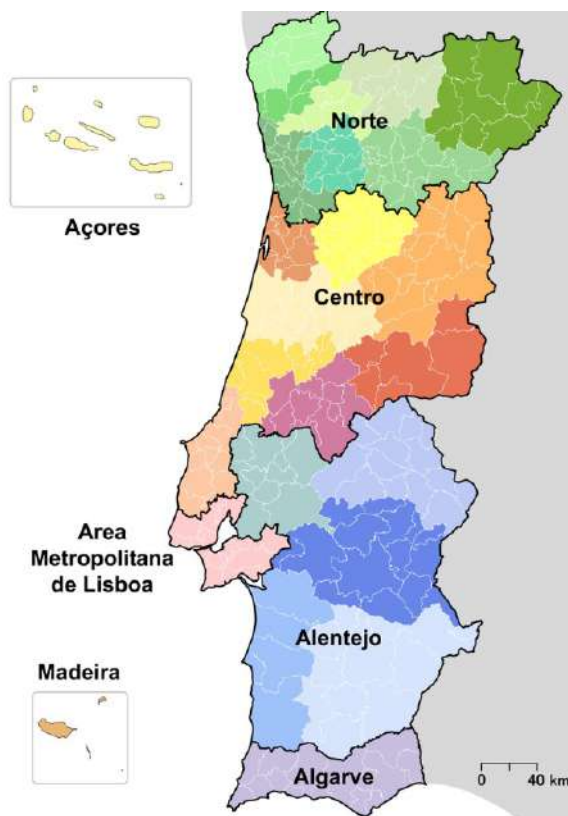 Norte
Açores
Centro
Area
Metropolitana
de Lisboa
Alentejo
Madeira
Algarve
0 40 km